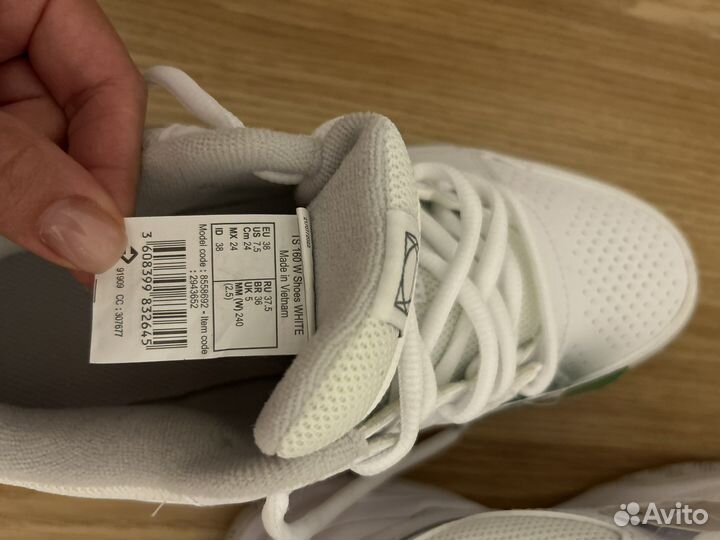 TS 160 W Shoes WHITE
Made in Vietnam
EU 38
US 7.5
Cm 24
MX 24
ID 38
RU 37.5
BR 36
UK 5
MM (W) 240
(2.5)
Model code : 8558692 - Item code
: 2943652
3 608399 832645
91909 CC : 307677
Avito